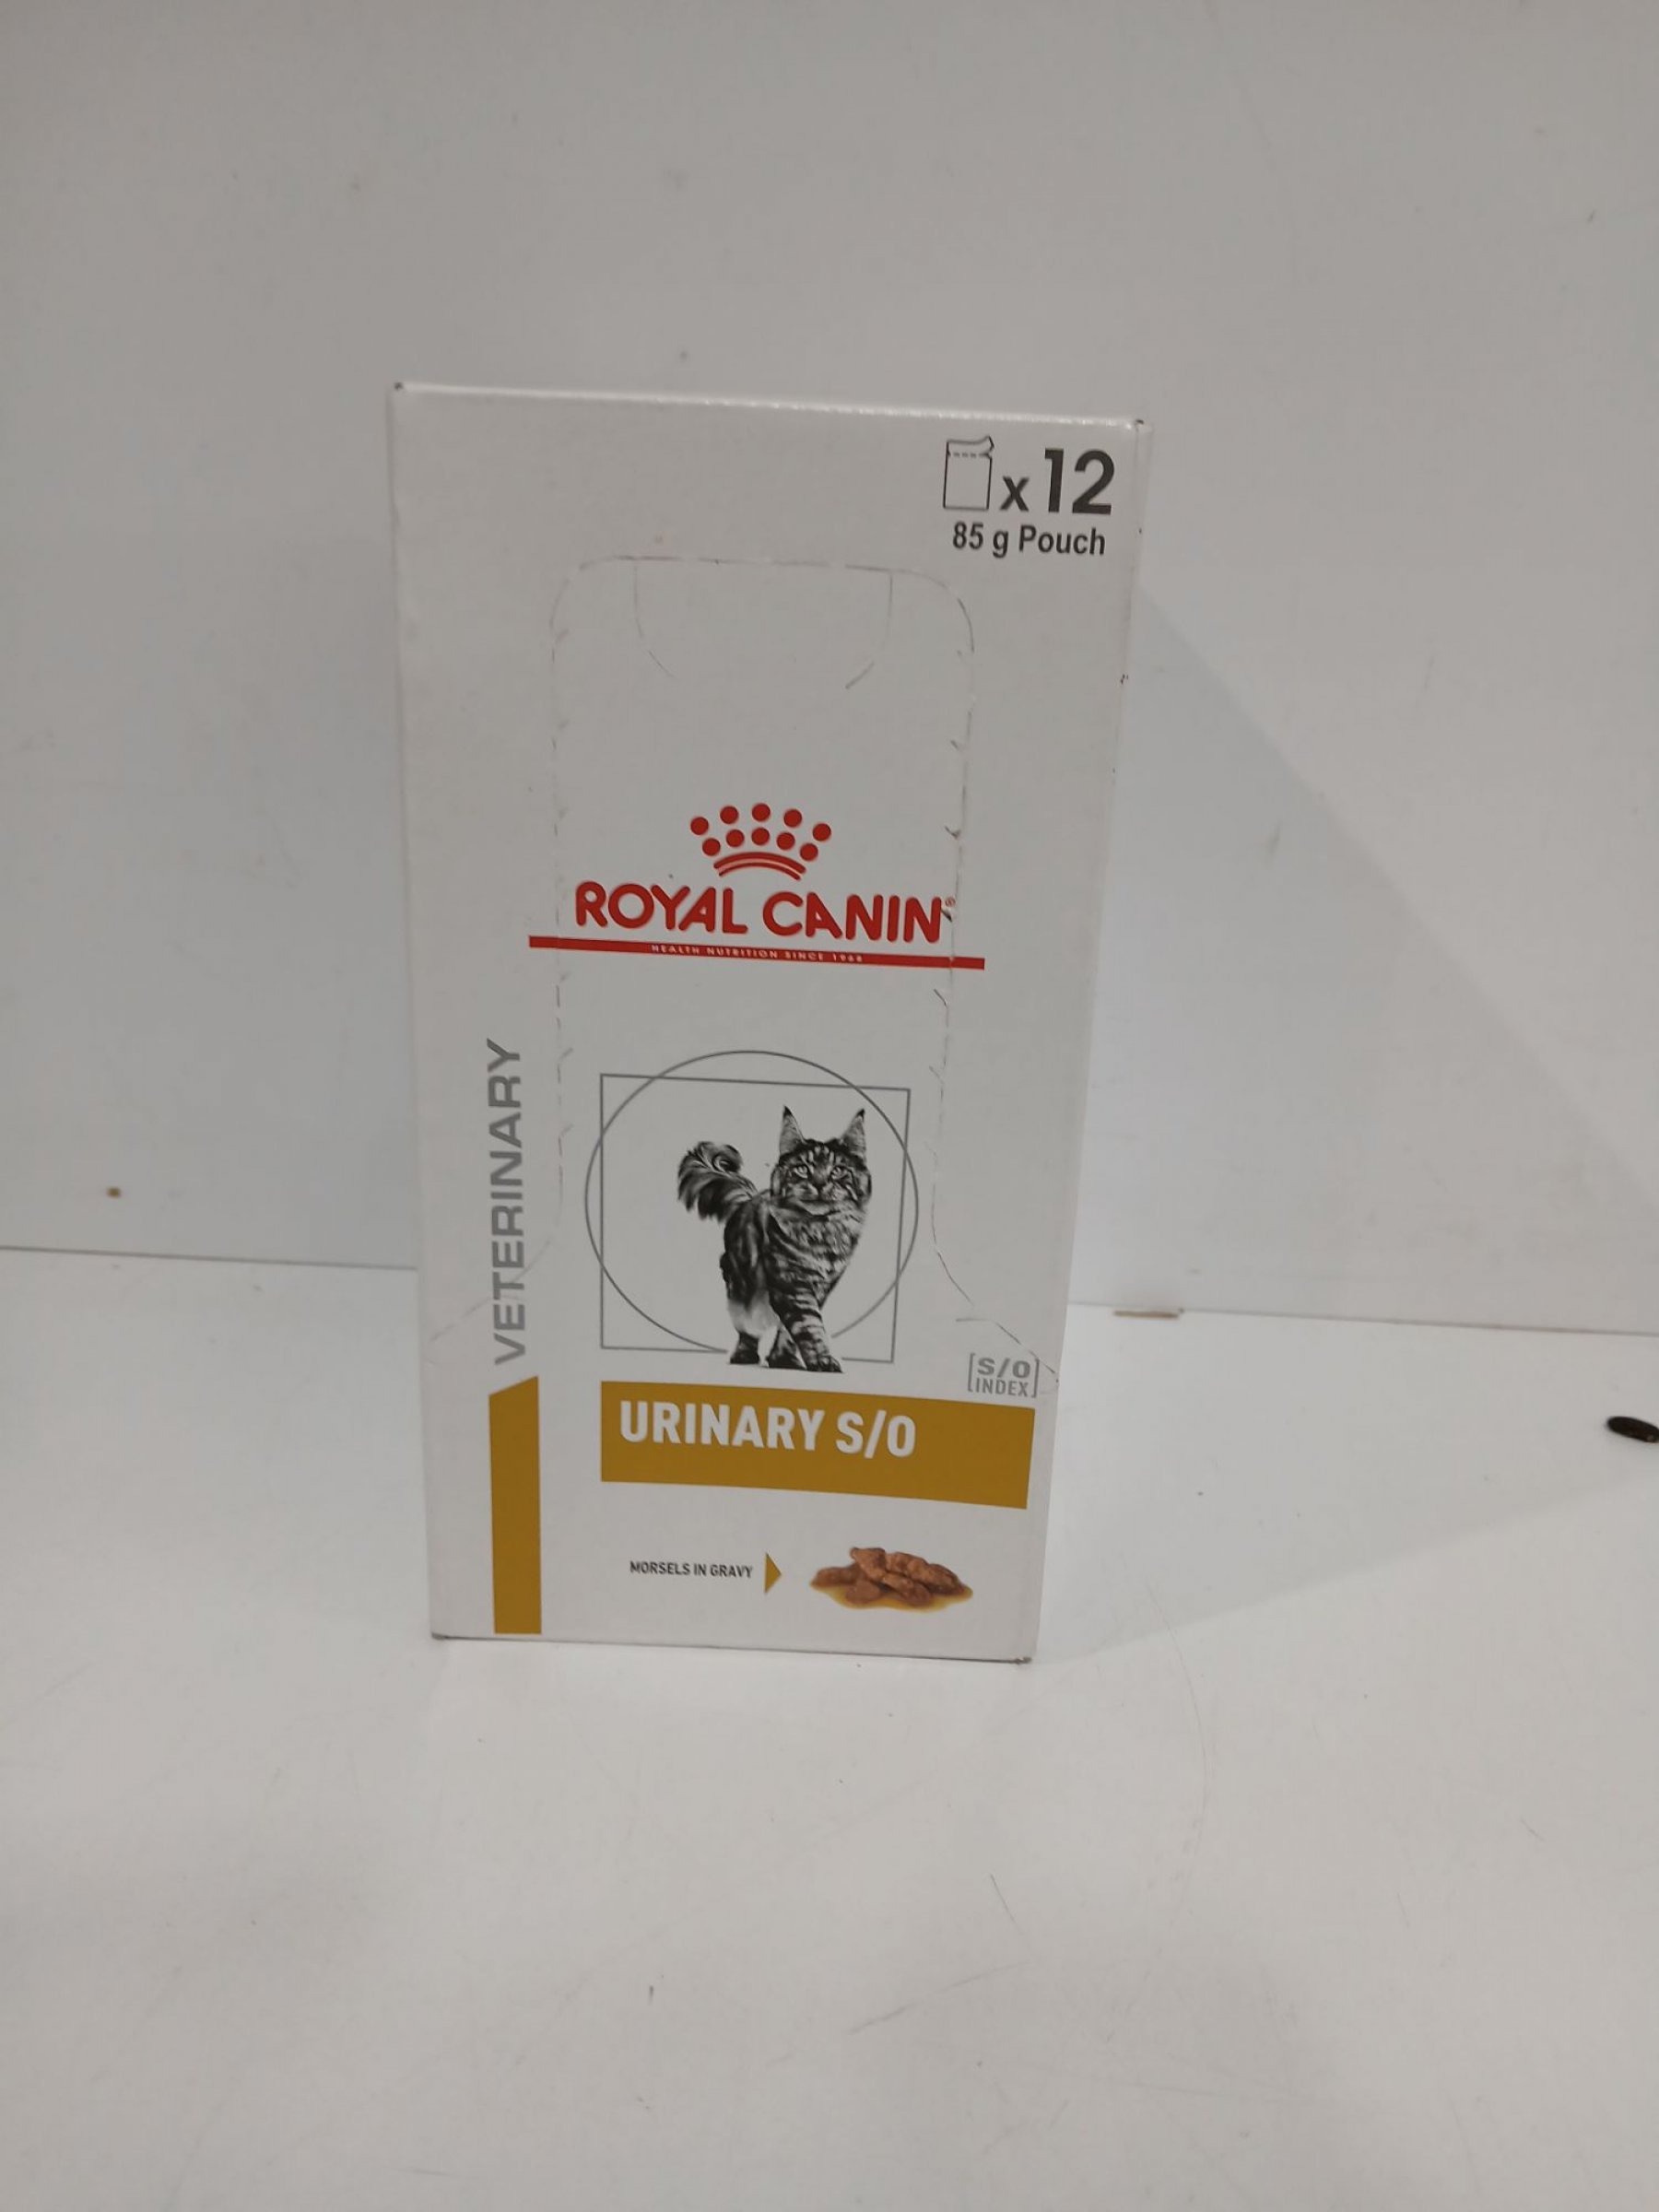 x 12
85 g Pouch
ROYAL CANIN
HEALTH NUTRITION SINCE 1968
VETERINARY
S/O
INDEX
URINARY S/O
MORSELS IN GRAVY